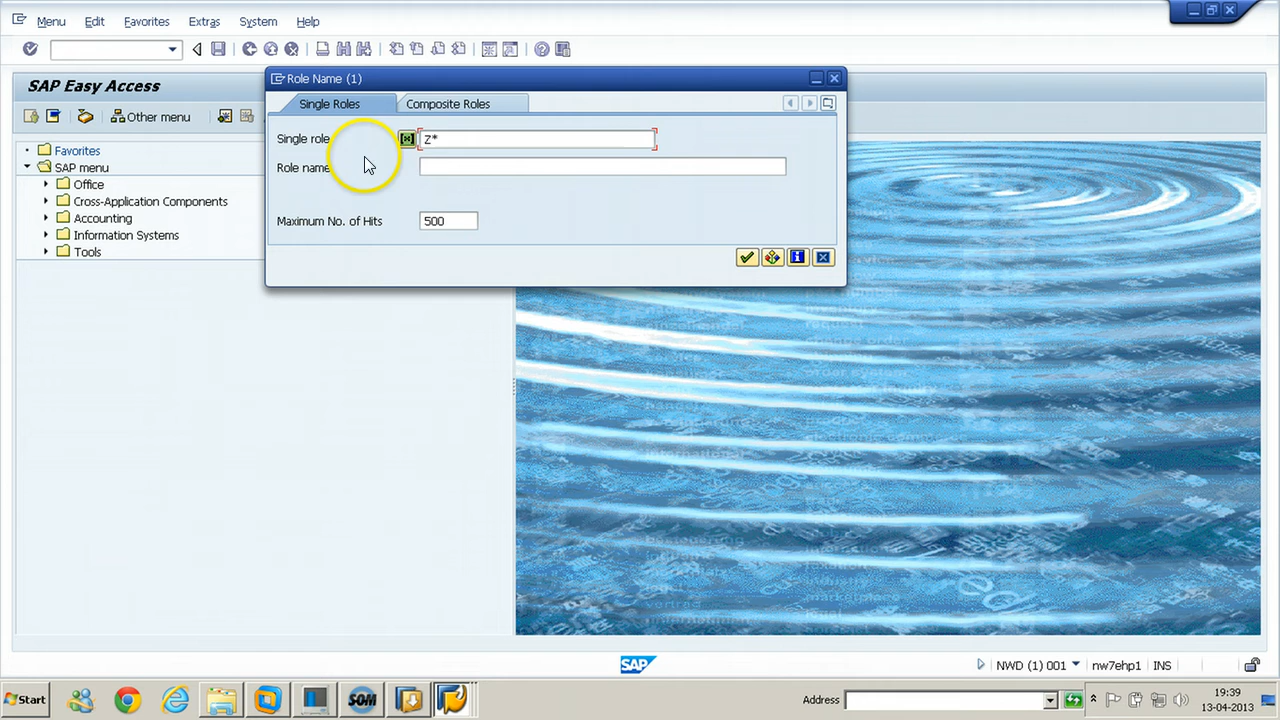 Menu Edit Favorites Extras System Help
SAP Easy Access
Other menu
Favorites
SAP menu
Office
Cross-Application Components
Accounting
Information Systems
Tools
Role Name (1)
Single Roles Composite Roles
Single role Z*
Role name
Maximum No. of Hits 500
SAP
NWD (1) 001 nw7ehp1 INS
Start
SOM
Address
19:39
13-04-2013